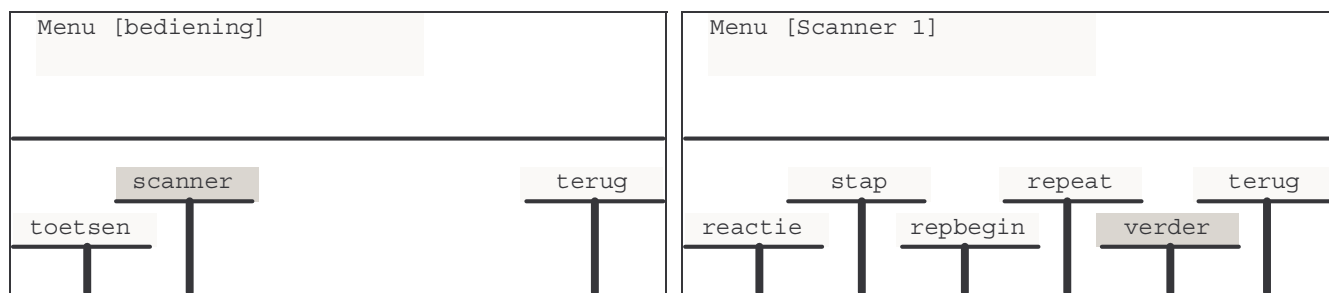 Menu [bediening]
scanner terug
toetsen
Menu [Scanner 1]
stap repeat terug
reactie repbegin verder